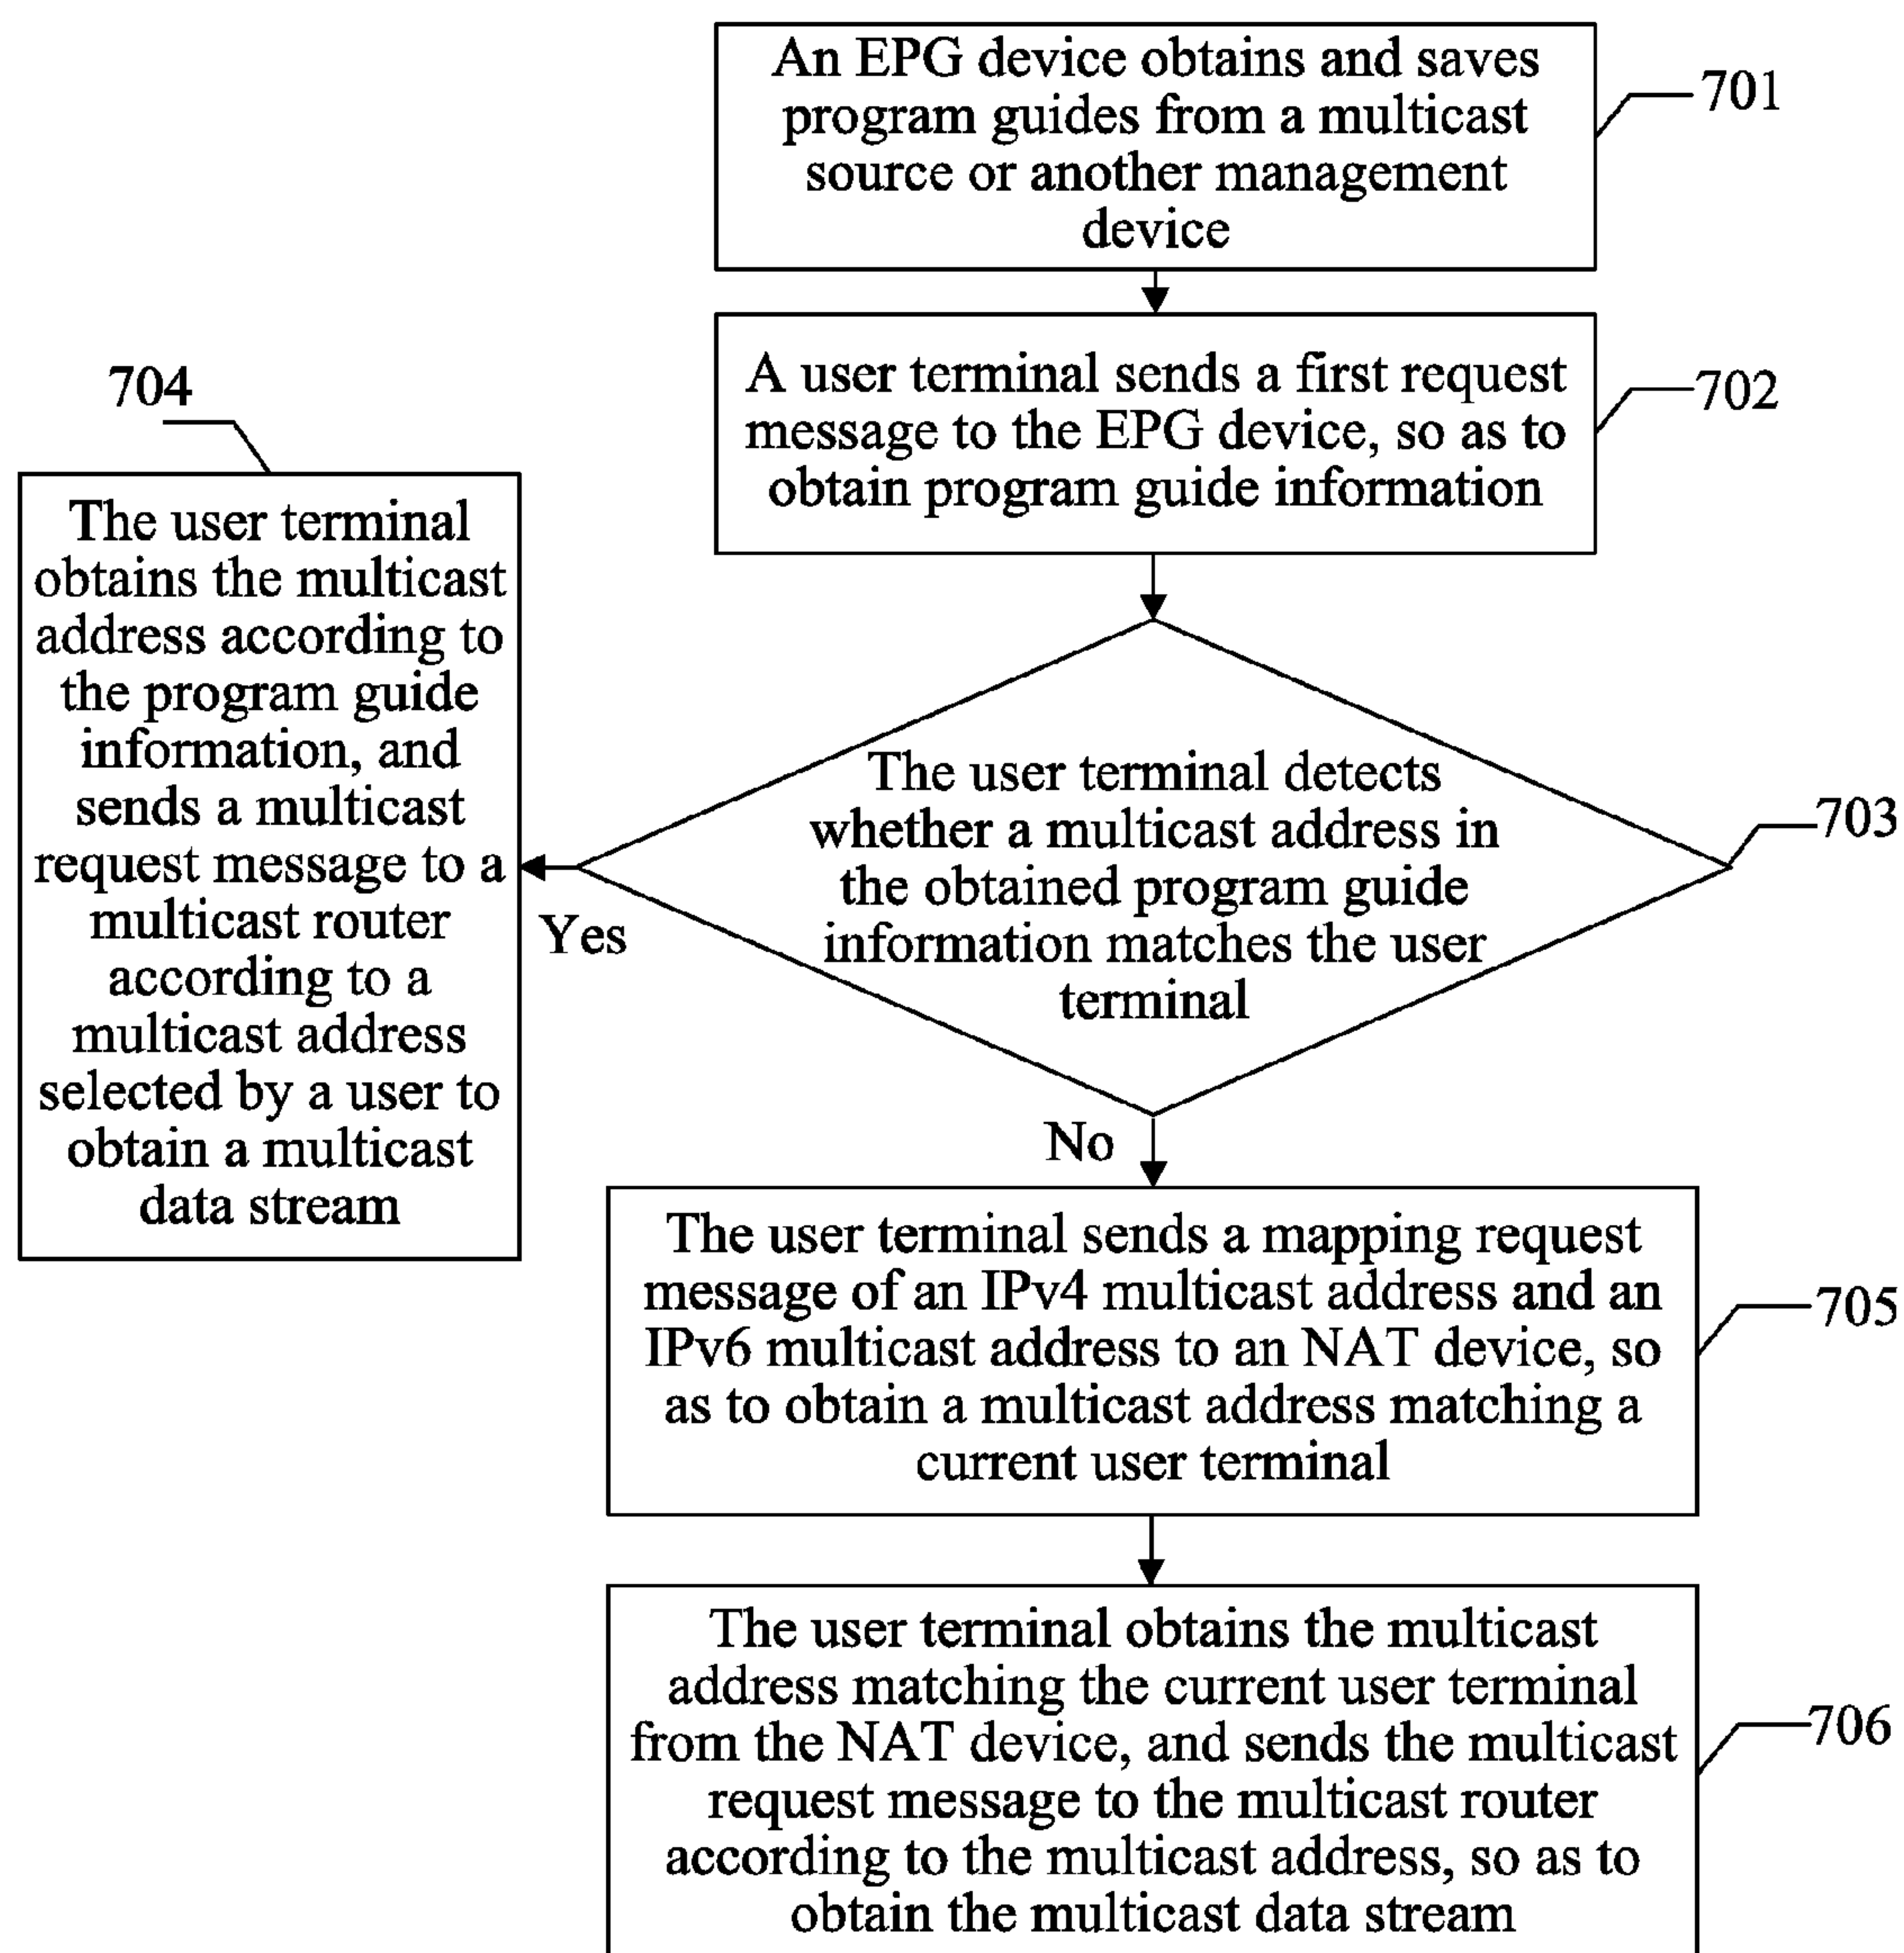 An EPG device obtains and saves
program guides from a multicast
source or another management
device
701
A user terminal sends a first request
message to the EPG device, so as to
obtain program guide information
702
704
The user terminal
obtains the multicast
address according to
the program guide
information, and
sends a multicast
request message to a
multicast router
according to a
multicast address
selected by a user to
obtain a multicast
data stream
The user terminal detects
whether a multicast address in
the obtained program guide
information matches the user
terminal
703
Yes
No
The user terminal sends a mapping request
message of an IPv4 multicast address and an
IPv6 multicast address to an NAT device, so
as to obtain a multicast address matching a
current user terminal
705
The user terminal obtains the multicast
address matching the current user terminal
from the NAT device, and sends the multicast
request message to the multicast router
according to the multicast address, so as to
obtain the multicast data stream
706